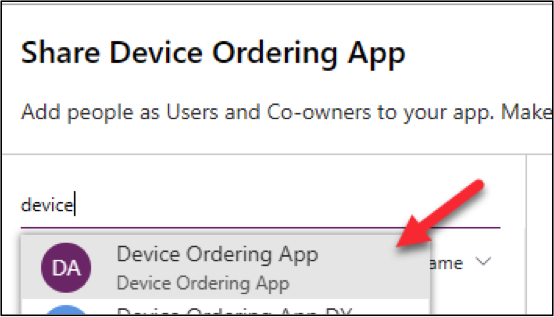 Share Device Ordering App
Add people as Users and Co-owners to your app. Make
device
DA
Device Ordering App
Device Ordering App
ame